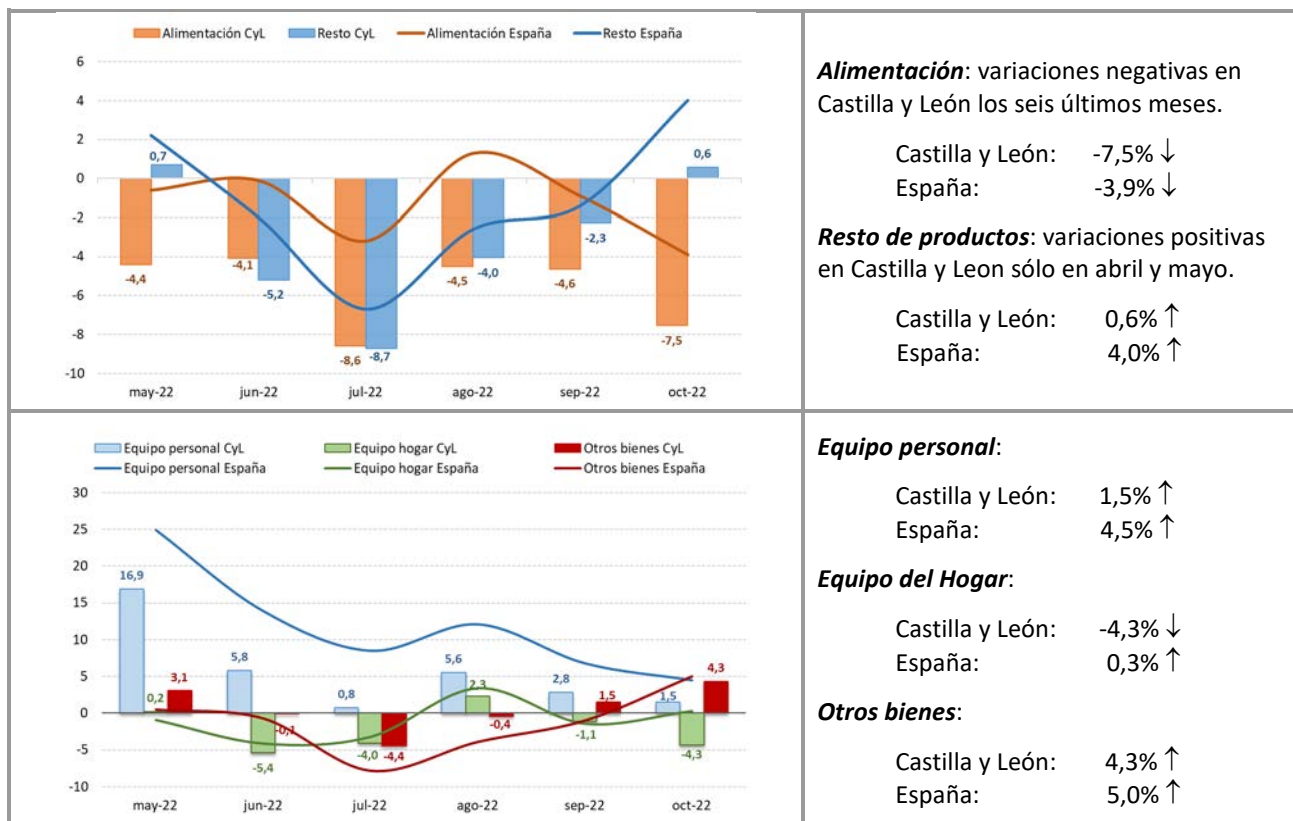 Alimentación CyL Resto CyL Alimentación España Resto España
6
4
2
0
-2
-4
-6
-8
-10
0,7 0,6
-4,4 -4,1 -5,2 -8,6 -8,7 -4,5 -4,0 -4,6 -2,3 -7,5
may-22 jun-22 jul-22 ago-22 sep-22 oct-22
Alimentación: variaciones negativas en
Castilla y León los seis últimos meses.
Castilla y León: -7,5% ↓
España: -3,9% ↓
Resto de productos: variaciones positivas
en Castilla y Leon sólo en abril y mayo.
Castilla y León: 0,6% ↑
España: 4,0% ↑
Equipo personal CyL Equipo hogar CyL Otros bienes CyL
Equipo personal España Equipo hogar España Otros bienes España
30
25
20
15
10
5
0
-5
-10
16,9 0,2 3,1 5,8 -5,4 -0,1 0,8 -4,0 -4,4 5,6 2,3 -0,4 2,8 -1,1 1,5 1,5 -4,3 4,3
may-22 jun-22 jul-22 ago-22 sep-22 oct-22
Equipo personal:
Castilla y León: 1,5% ↑
España: 4,5% ↑
Equipo del Hogar:
Castilla y León: -4,3% ↓
España: 0,3% ↑
Otros bienes:
Castilla y León: 4,3% ↑
España: 5,0% ↑